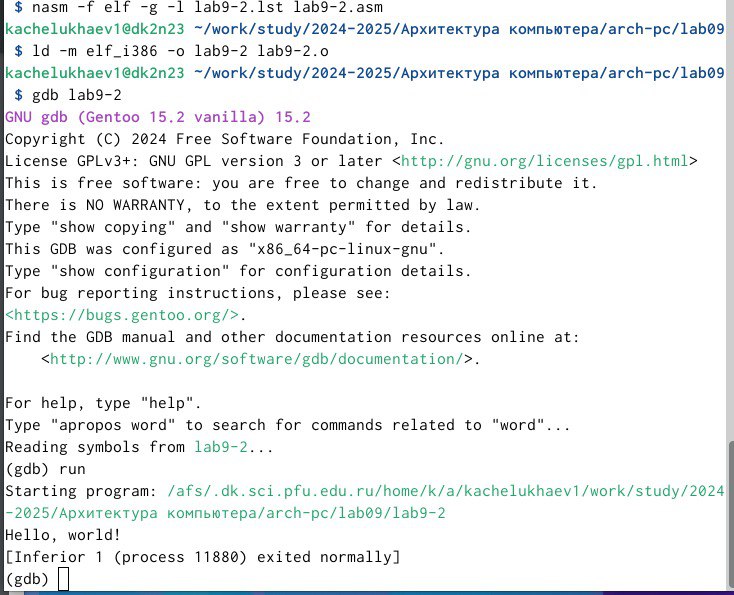 $ nasm -f elf -g -l lab9-2.lst lab9-2.asm
kachelukhaev1@dk2n23 ~/work/study/2024-2025/Архитектура компьютера/arch-pc/lab09
$ ld -m elf_i386 -o lab9-2 lab9-2.o
kachelukhaev1@dk2n23 ~/work/study/2024-2025/Архитектура компьютера/arch-pc/lab09
$ gdb lab9-2
GNU gdb (Gentoo 15.2 vanilla) 15.2
Copyright (C) 2024 Free Software Foundation, Inc.
License GPLv3+: GNU GPL version 3 or later <http://gnu.org/licenses/gpl.html>
This is free software: you are free to change and redistribute it.
There is NO WARRANTY, to the extent permitted by law.
Type "show copying" and "show warranty" for details.
This GDB was configured as "x86_64-pc-linux-gnu".
Type "show configuration" for configuration details.
For bug reporting instructions, please see:
<https://bugs.gentoo.org/>.
Find the GDB manual and other documentation resources online at:
<http://www.gnu.org/software/gdb/documentation/>.
For help, type "help".
Type "apropos word" to search for commands related to "word"...
Reading symbols from lab9-2...
(gdb) run
Starting program: /afs/.dk.sci.pfu.edu.ru/home/k/a/kachelukhaev1/work/study/2024
-2025/Архитектура компьютера/arch-pc/lab09/lab9-2
Hello, world!
[Inferior 1 (process 11880) exited normally]
(gdb)